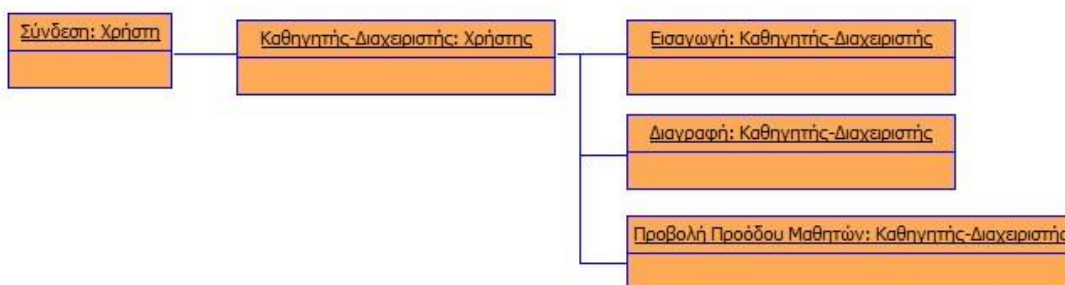 Σύνδεση: Χρήστη
Καθηγητής-Διαχειριστής: Χρήστης
Εισαγωγή: Καθηγητής-Διαχειριστής
Διαγραφή: Καθηγητής-Διαχειριστής
Προβολή Προόδου Μαθητών: Καθηγητής-Διαχειριστής